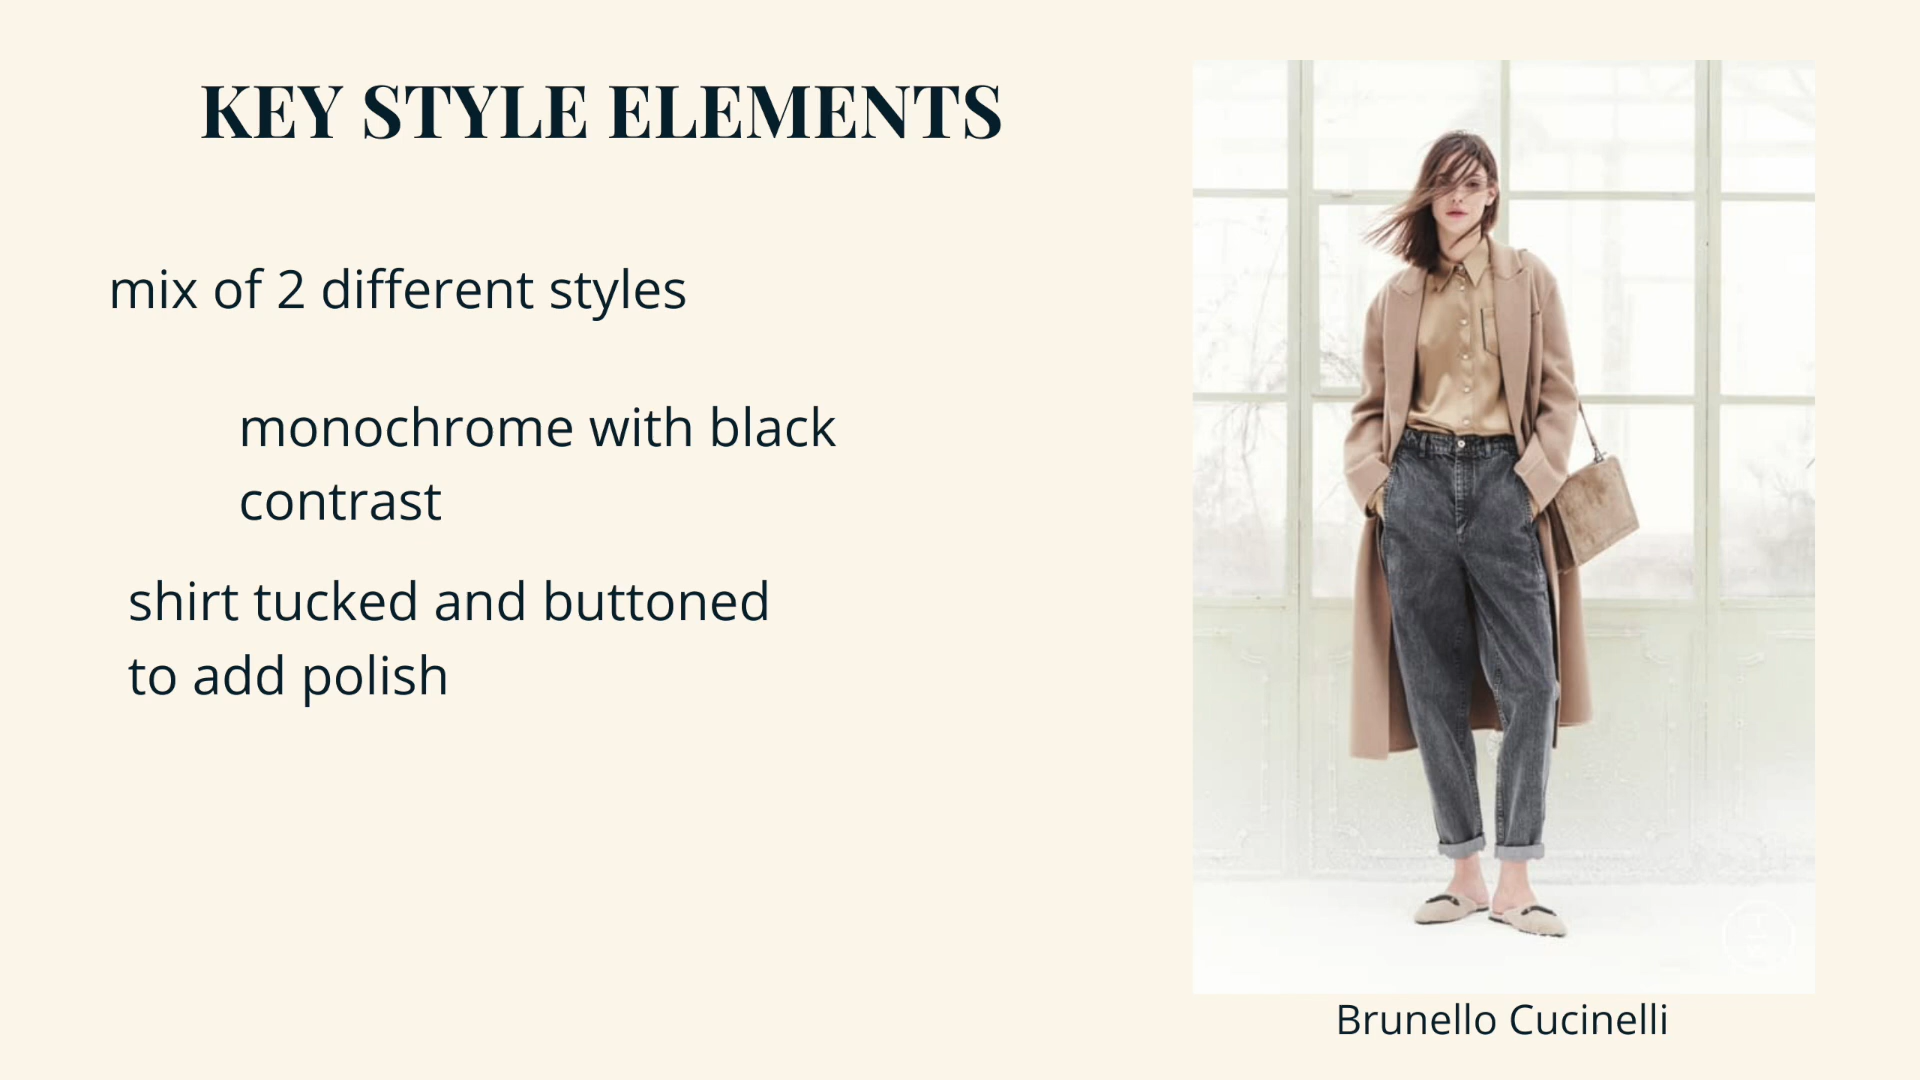 KEY STYLE ELEMENTS
mix of 2 different styles
monochrome with black
contrast
shirt tucked and buttoned
to add polish
Brunello Cucinelli